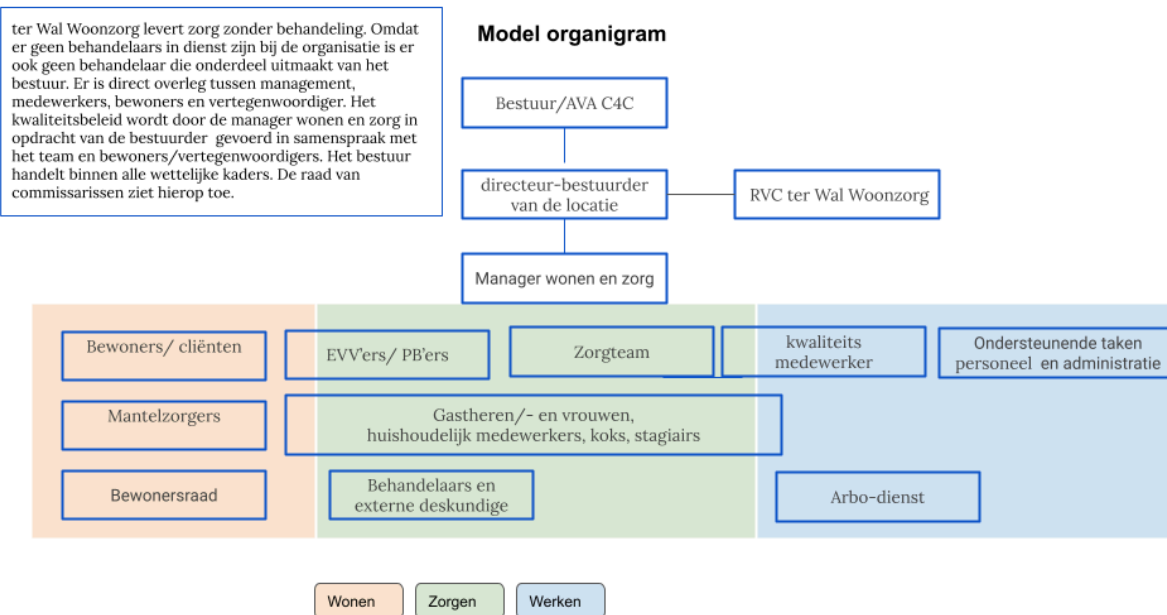 ter Wal Woonzorg levert zorg zonder behandeling. Omdat
er geen behandelaars in dienst zijn bij de organisatie is er
ook geen behandelaar die onderdeel uitmaakt van het
bestuur. Er is direct overleg tussen management,
medewerkers, bewoners en vertegenwoordiger. Het
kwaliteitsbeleid wordt door de manager wonen en zorg in
opdracht van de bestuurder gevoerd in samenspraak met
het team en bewoners/vertegenwoordigers. Het bestuur
handelt binnen alle wettelijke kaders. De raad van
commissarissen ziet hierop toe.
Model organigram
Bestuur/AVA C4C
directeur-bestuurder
van de locatie
RVC ter Wal Woonzorg
Manager wonen en zorg
Bewoners/ cliënten
EVV'ers/ PB'ers
Zorgteam
kwaliteits
medewerker
Ondersteunende taken
personeel en administratie
Mantelzorgers
Gastheren/- en vrouwen,
huishoudelijk medewerkers, koks, stagiairs
Bewonersraad
Behandelaars en
externe deskundige
Arbo-dienst
Wonen
Zorgen
Werken